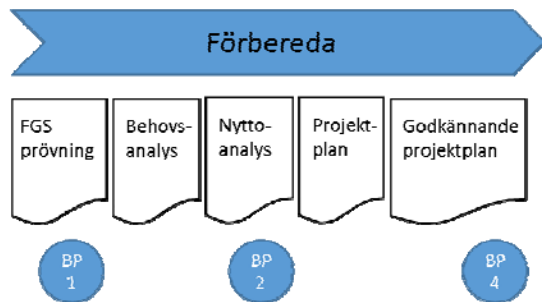 Förbereda
FGS
prövning
Behovs-
analys
Nytto-
analys
Projekt-
plan
Godkännande
projektplan
BP
1
BP
2
BP
4